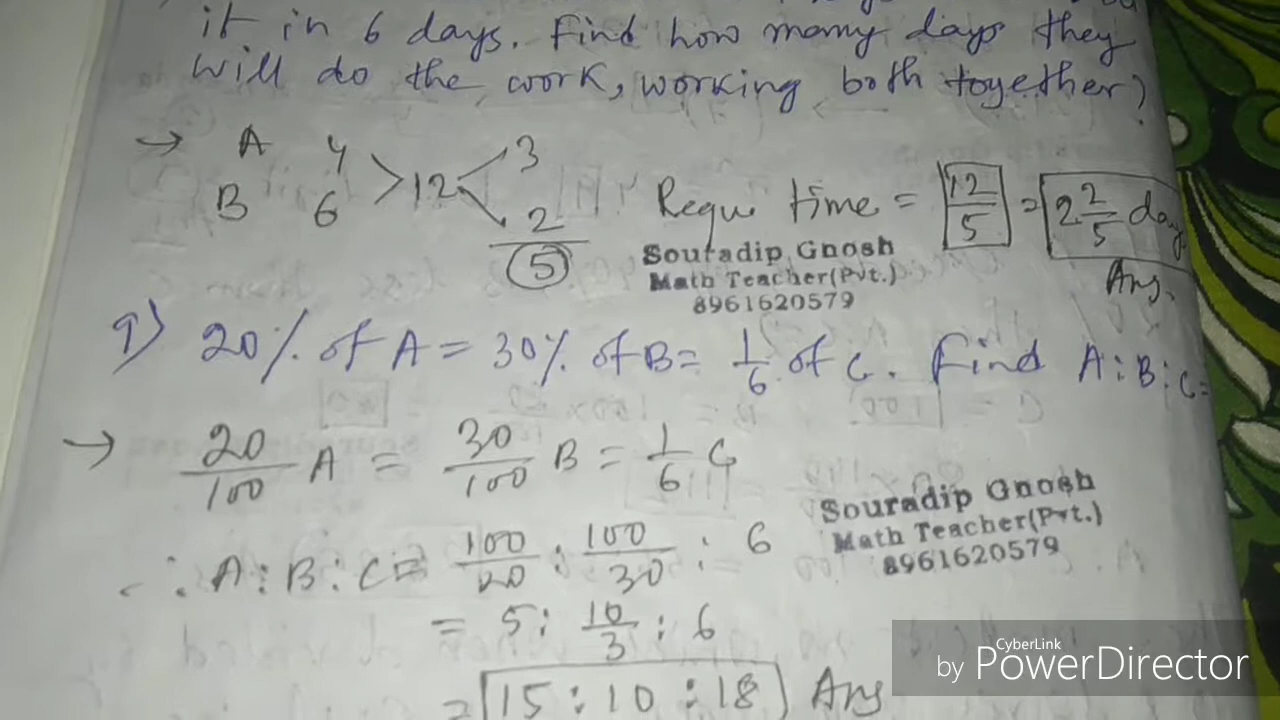 it in 6 days. Find how many days they
will do the work, working both together?
→ A 4 > 12 < 3
B 6 2
5
Requ time = 12/5 = 2 2/5 days
Ans.
Souradip Ghosh
Math Teacher(Pvt.)
8961620579
9) 20% of A = 30% of B = 1/6 of C. Find A:B:C=
→ 20/100 A = 30/100 B = 1/6 C
∴ A:B:C = 100/20 : 100/30 : 6
Souradip Ghosh
Math Teacher(Pvt.)
8961620579
= 5 : 10/3 : 6
= 15 : 10 : 18 Ans
CyberLink
by PowerDirector